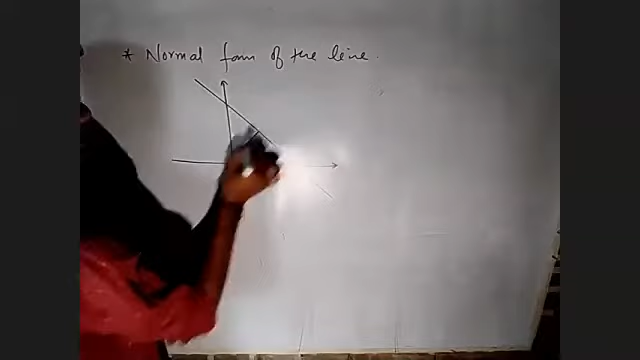 * Normal form of the line.